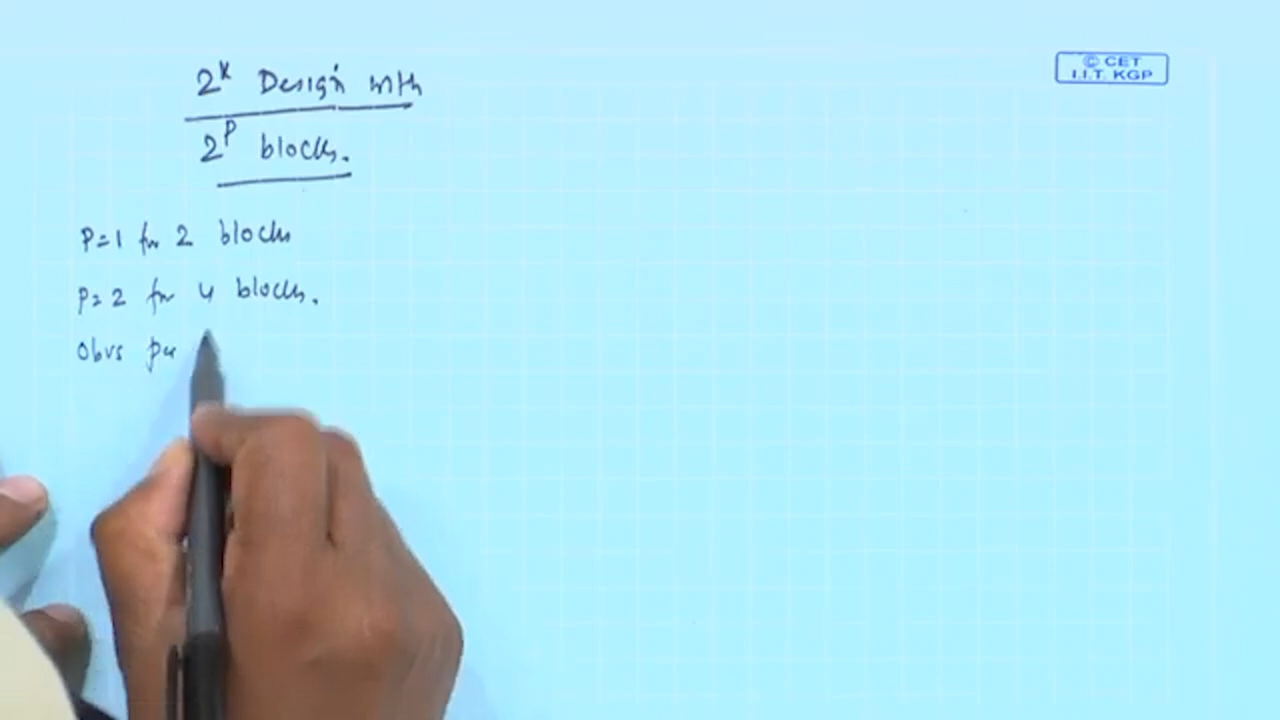 2^k Design with
2^p blocks.
P=1 for 2 blocks
P=2 for 4 blocks.
Obvs per
© CET
I.I.T. KGP